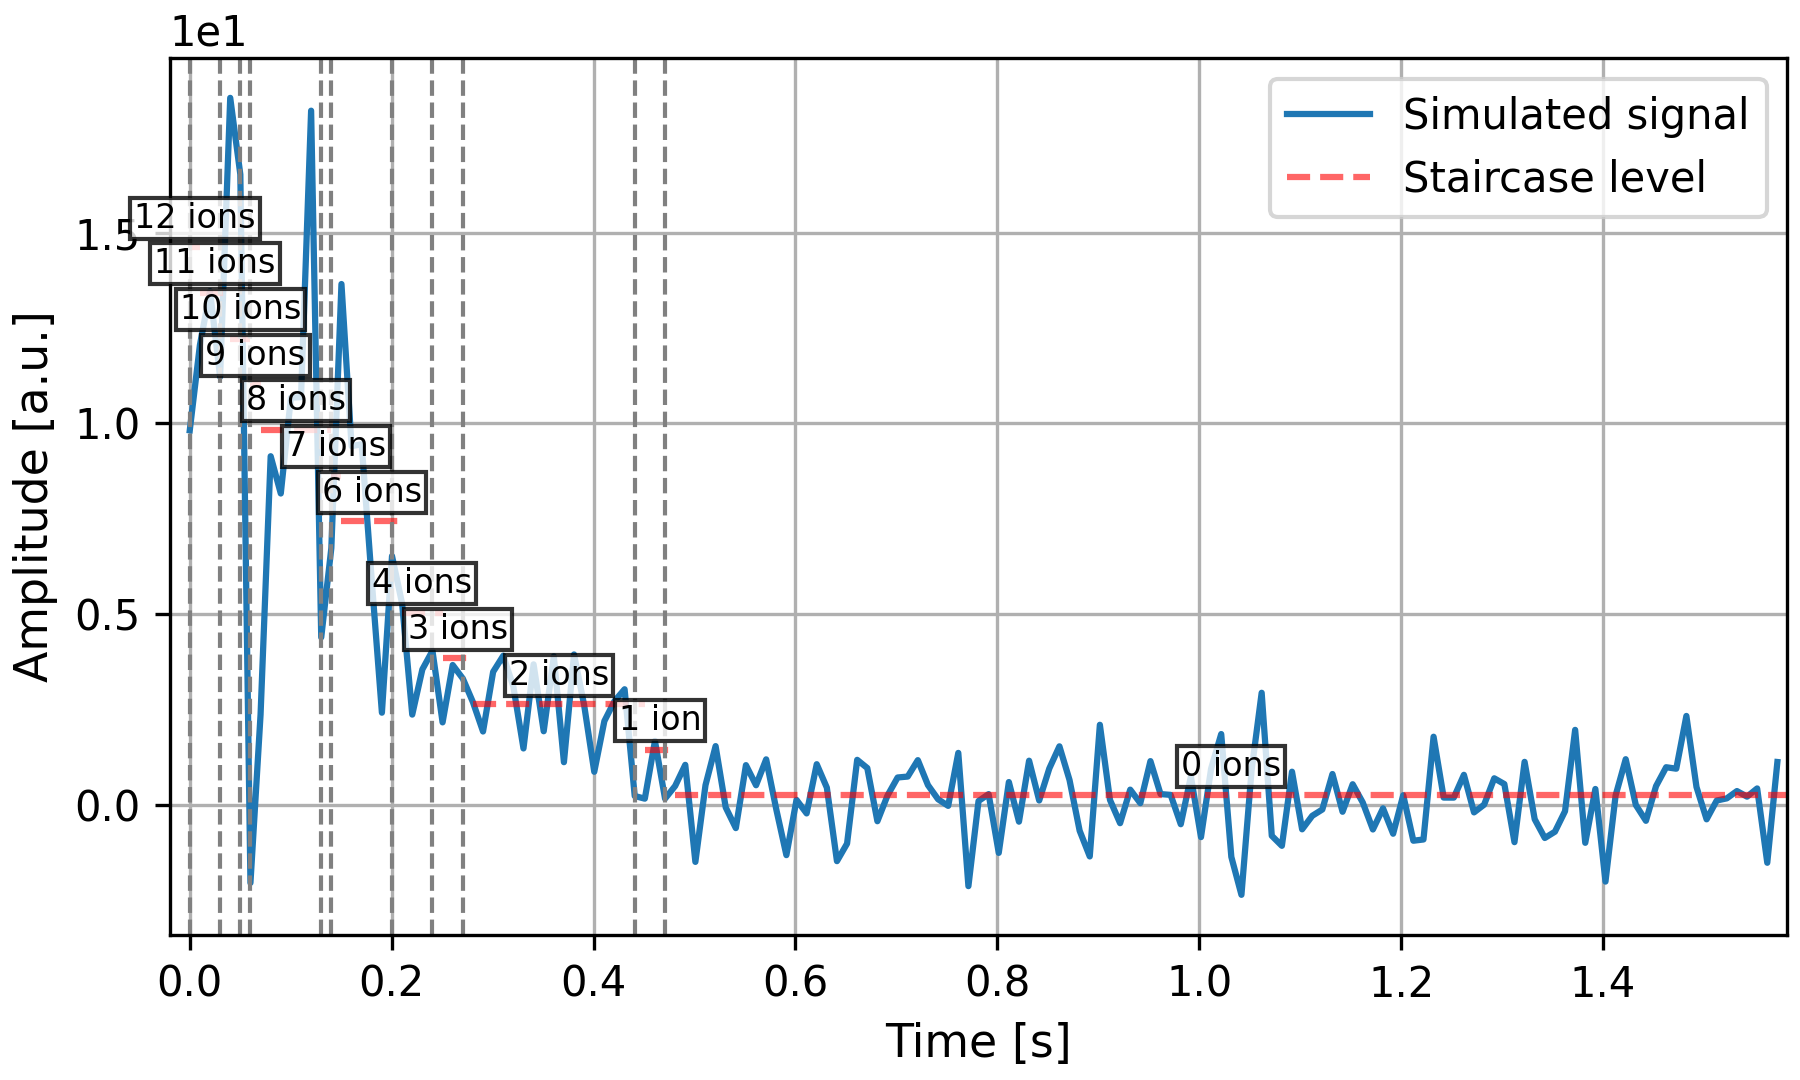 1e1
Simulated signal
Staircase level
12 ions
1.5
11 ions
10 ions
9 ions
8 ions
1.0
7 ions
6 ions
4 ions
0.5
3 ions
2 ions
1 ion
0 ions
0.0
Amplitude [a.u.]
0.0 0.2 0.4 0.6 0.8 1.0 1.2 1.4
Time [s]